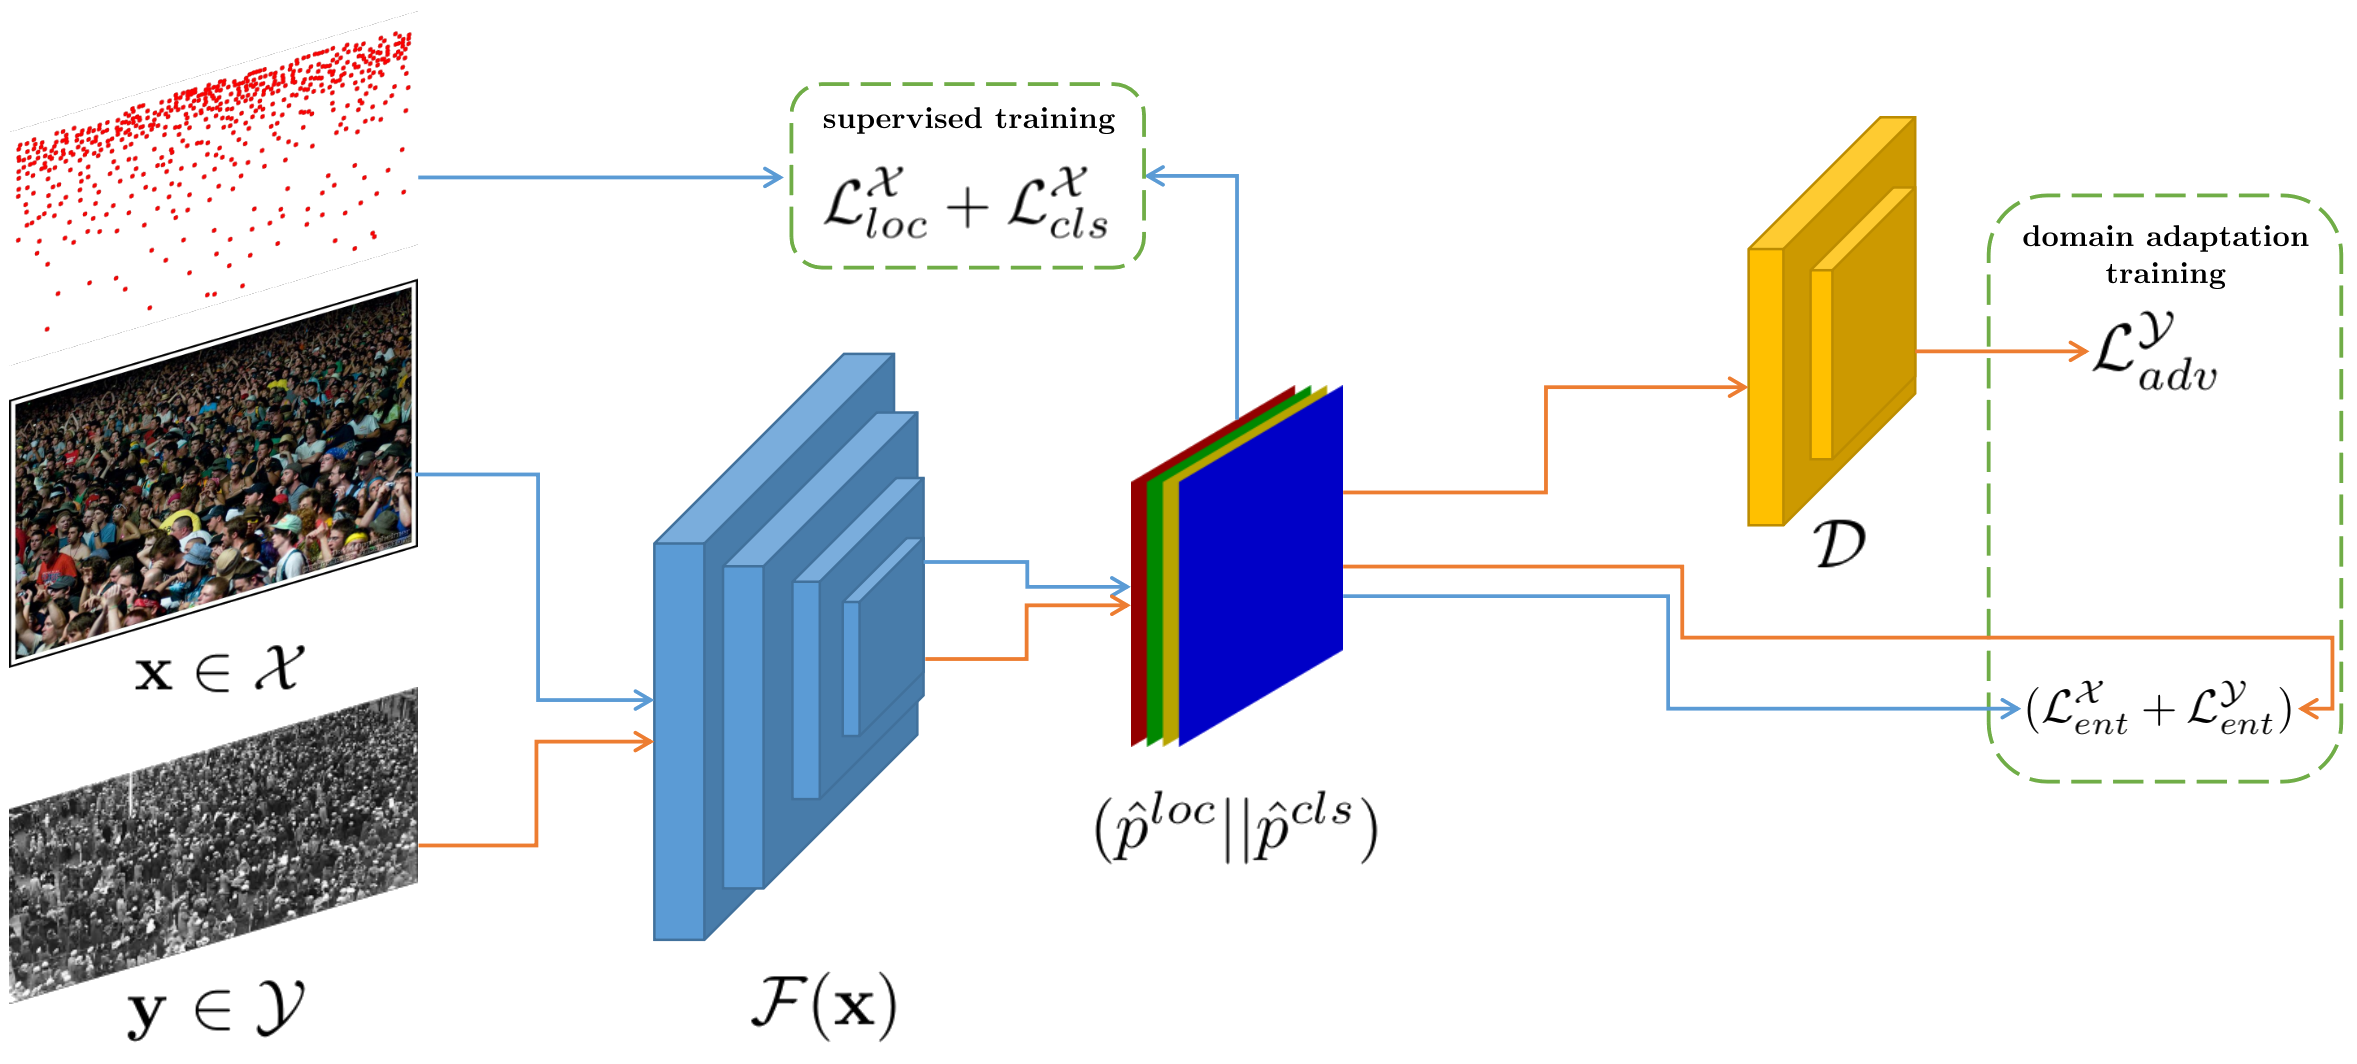 supervised training
$\mathcal{L}_{loc}^{\mathcal{X}} + \mathcal{L}_{cls}^{\mathcal{X}}$
domain adaptation
training
$\mathcal{L}_{adv}^{\mathcal{Y}}$
$\mathcal{D}$
$\mathbf{x} \in \mathcal{X}$
$(\mathcal{L}_{ent}^{\mathcal{X}} + \mathcal{L}_{ent}^{\mathcal{Y}})$
$(\hat{p}^{loc} || \hat{p}^{cls})$
$\mathbf{y} \in \mathcal{Y}$
$\mathcal{F}(\mathbf{x})$